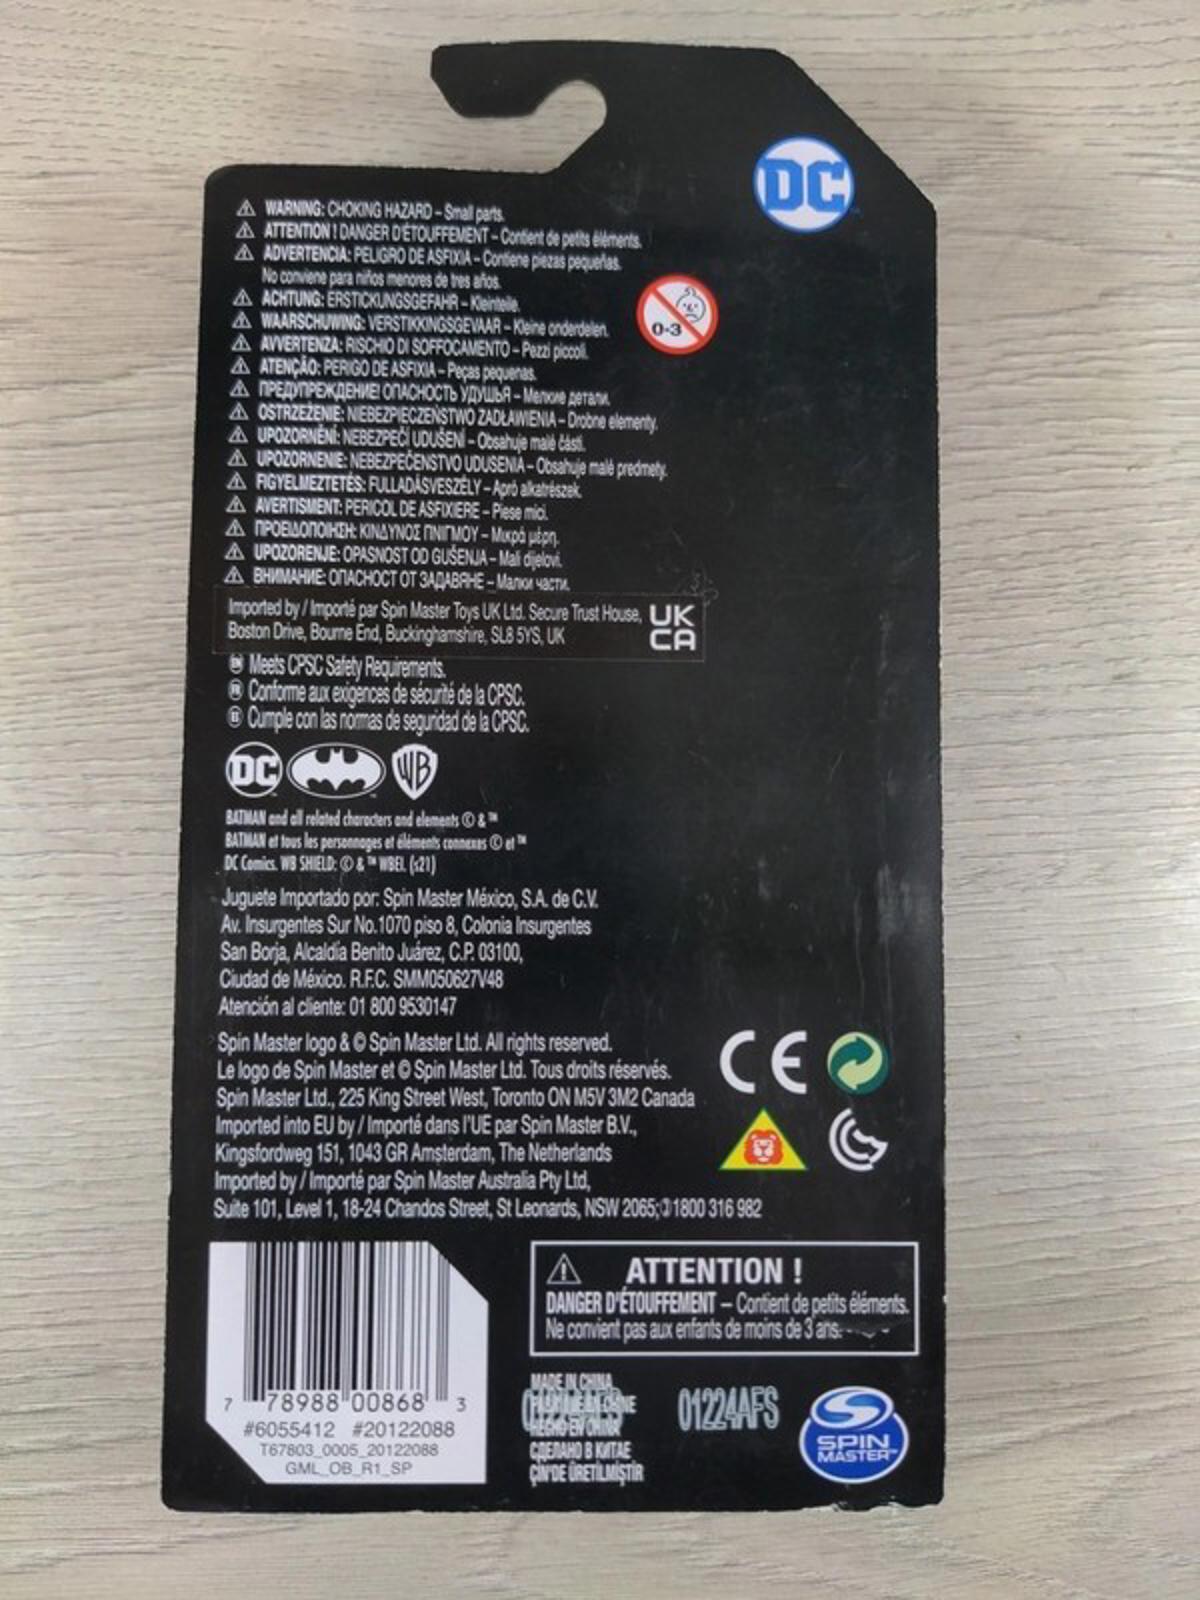 DC
WARNING: CHOKING HAZARD – Small parts.
ATTENTION ! DANGER D'ÉTOUFFEMENT – Contient de petits éléments.
ADVERTENCIA: PELIGRO DE ASFIXIA – Contiene piezas pequeñas.
No conviene para niños menores de tres años.
ACHTUNG: ERSTICKUNGSGEFAHR – Kleinteile.
WAARSCHUWING: VERSTIKKINGSGEVAAR – Kleine onderdelen.
AVVERTENZA: RISCHIO DI SOFFOCAMENTO – Pezzi piccoli.
ATENÇÃO: PERIGO DE ASFIXIA – Peças pequenas.
ПРЕДУПРЕЖДЕНИЕ! ОПАСНОСТЬ УДУШЬЯ – Мелкие детали.
OSTRZEŻENIE: NIEBEZPIECZEŃSTWO ZADŁAWIENIA – Drobne elementy.
UPOZORNĚNÍ: NEBEZPEČÍ UDUŠENÍ – Obsahuje malé části.
UPOZORNENIE: NEBEZPEČENSTVO UDUSENIA – Obsahuje malé predmety.
FIGYELMEZTETÉS: FULLADÁSVESZÉLY – Apró alkatrészek.
AVERTISMENT: PERICOL DE ASFIXIERE – Piese mici.
ΠΡΟΕΙΔΟΠΟΙΗΣΗ: ΚΙΝΔΥΝΟΣ ΠΝΙΓΜΟΥ – Μικρά μέρη.
UPOZORENJE: OPASNOST OD GUŠENJA – Mali dijelovi.
ВНИМАНИЕ: ОПАСНОСТ ОТ ЗАДАВЯНЕ – Малки части.
0-3
Imported by / Importé par Spin Master Toys UK Ltd. Secure Trust House,
Boston Drive, Bourne End, Buckinghamshire, SL8 5YS, UK
UK
CA
Meets CPSC Safety Requirements.
Conforme aux exigences de sécurité de la CPSC.
Cumple con las normas de seguridad de la CPSC.
DC WB
BATMAN and all related characters and elements © & ™
BATMAN et tous les personnages et éléments connexes © et ™
DC Comics. WB SHIELD: © & ™ WBEI. (s21)
Juguete Importado por: Spin Master México, S.A. de C.V.
Av. Insurgentes Sur No.1070 piso 8, Colonia Insurgentes
San Borja, Alcaldía Benito Juárez, C.P. 03100,
Ciudad de México. R.F.C. SMM050627V48
Atención al cliente: 01 800 9530147
Spin Master logo & © Spin Master Ltd. All rights reserved.
Le logo de Spin Master et © Spin Master Ltd. Tous droits réservés.
Spin Master Ltd., 225 King Street West, Toronto ON M5V 3M2 Canada
Imported into EU by / Importé dans l'UE par Spin Master B.V.,
Kingsfordweg 151, 1043 GR Amsterdam, The Netherlands
Imported by / Importé par Spin Master Australia Pty Ltd,
Suite 101, Level 1, 18-24 Chandos Street, St Leonards, NSW 2065; 1800 316 982
CE
ATTENTION !
DANGER D'ÉTOUFFEMENT – Contient de petits éléments.
Ne convient pas aux enfants de moins de 3 ans.
7 78988 00868 3
#6055412 #20122088
T67803_0005_20122088
GML_OB_R1_SP
MADE IN CHINA
HECHO EN CHINA
СДЕЛАНО В КИТАЕ
ÇİN'DE ÜRETİLMİŞTİR
01224AFS
SPIN
MASTER™